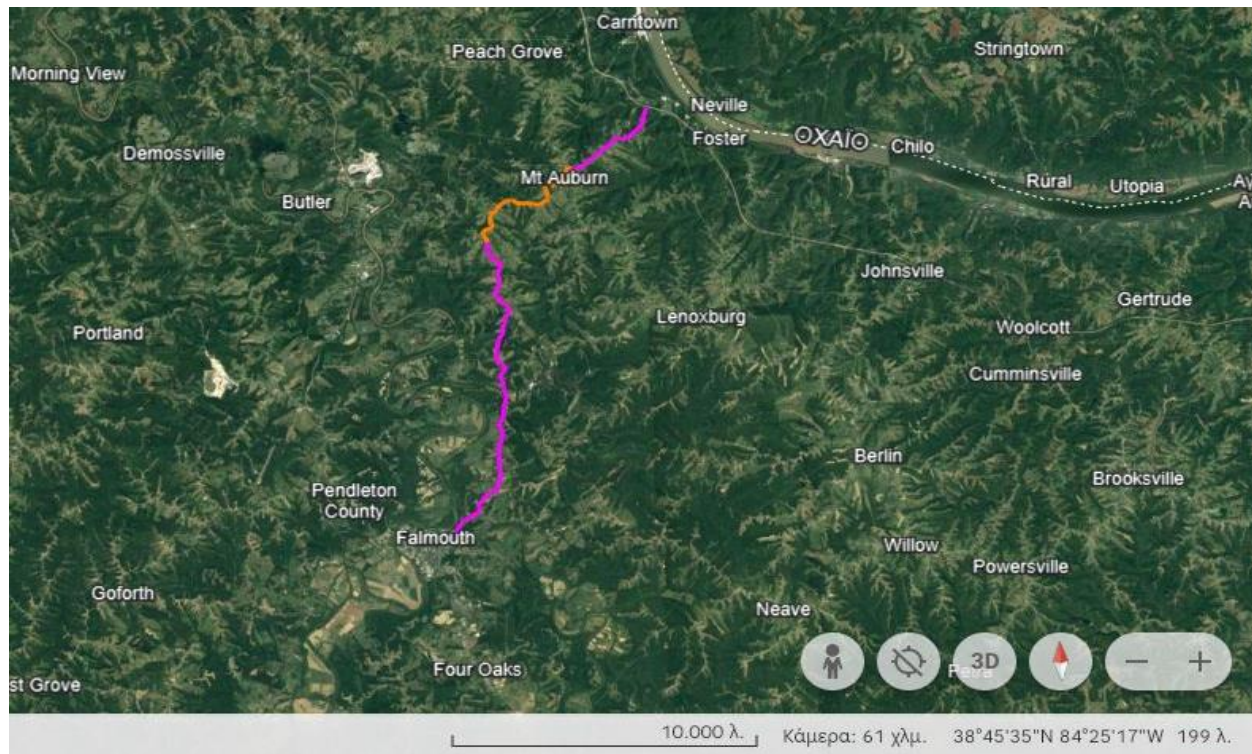 Carntown
Peach Grove
Stringtown
Morning View
Neville
Foster
ΟΧΑΪΟ
Chilo
Demossville
Mt Auburn
Rural
Utopia
Butler
Johnsville
Gertrude
Portland
Lenoxburg
Woolcott
Cumminsville
Berlin
Brooksville
Pendleton
County
Falmouth
Willow
Powersville
Goforth
Neave
3D
Four Oaks
st Grove
10.000 λ.
Κάμερα: 61 χλμ.
38°45'35"N 84°25'17"W
199 λ.